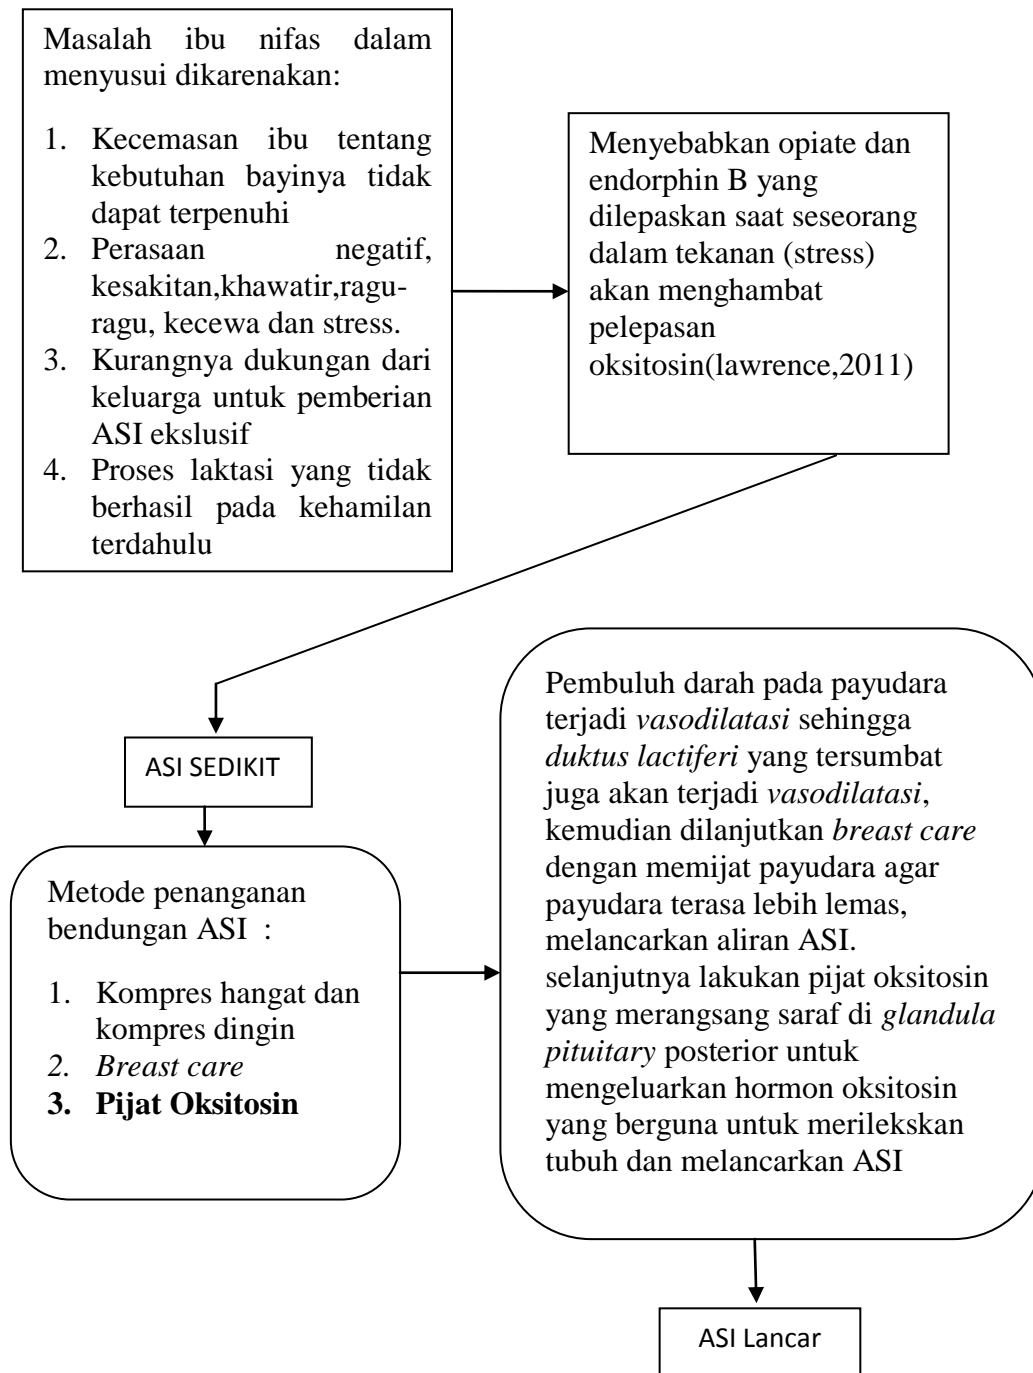 Masalah ibu nifas dalam
menyusui dikarenakan:
1. Kecemasan ibu tentang
kebutuhan bayinya tidak
dapat terpenuhi
2. Perasaan negatif,
kesakitan,khawatir,ragu-
ragu, kecewa dan stress.
3. Kurangnya dukungan dari
keluarga untuk pemberian
ASI ekslusif
4. Proses laktasi yang tidak
berhasil pada kehamilan
terdahulu
Menyebabkan opiate dan
endorphin B yang
dilepaskan saat seseorang
dalam tekanan (stress)
akan menghambat
pelepasan
oksitosin(lawrence,2011)
ASI SEDIKIT
Metode penanganan
bendungan ASI :
1. Kompres hangat dan
kompres dingin
2. Breast care
3. Pijat Oksitosin
Pembuluh darah pada payudara
terjadi vasodilatasi sehingga
duktus lactiferi yang tersumbat
juga akan terjadi vasodilatasi,
kemudian dilanjutkan breast care
dengan memijat payudara agar
payudara terasa lebih lemas,
melancarkan aliran ASI.
selanjutnya lakukan pijat oksitosin
yang merangsang saraf di glandula
pituitary posterior untuk
mengeluarkan hormon oksitosin
yang berguna untuk merilekskan
tubuh dan melancarkan ASI
ASI Lancar